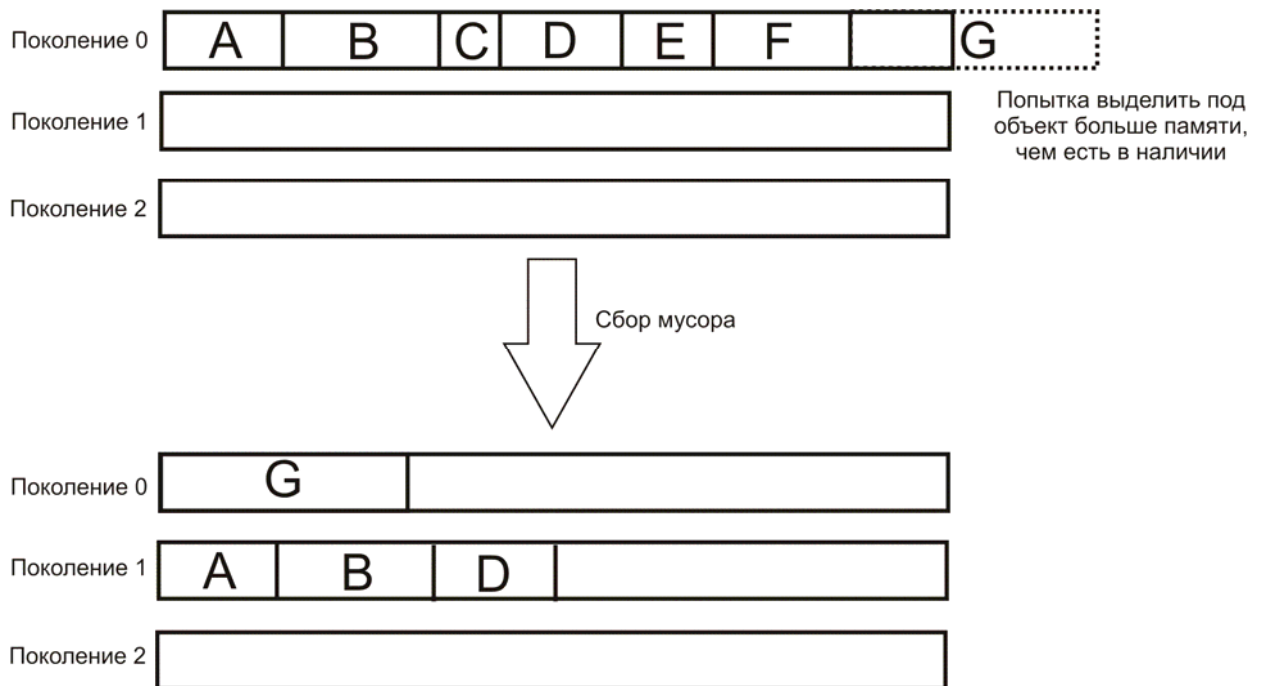 Поколение 0 A B C D E F G
Поколение 1
Попытка выделить под
объект больше памяти,
чем есть в наличии
Поколение 2
Сбор мусора
Поколение 0 G
Поколение 1 A B D
Поколение 2